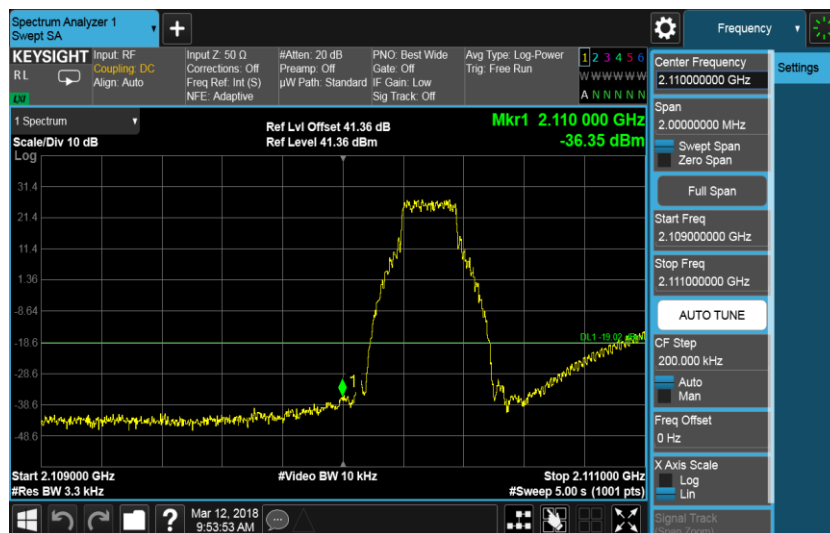 Spectrum Analyzer 1
Swept SA
+
Frequency
KEYSIGHT
RL
LXI
Input: RF
Coupling: DC
Align: Auto
Input Z: 50 Ω
Corrections: Off
Freq Ref: Int (S)
NFE: Adaptive
#Atten: 20 dB
Preamp: Off
µW Path: Standard
PNO: Best Wide
Gate: Off
IF Gain: Low
Sig Track: Off
Avg Type: Log-Power
Trig: Free Run
1 2 3 4 5 6
W W W W W W
A N N N N N
1 Spectrum
Scale/Div 10 dB
Log
Ref Lvl Offset 41.36 dB
Ref Level 41.36 dBm
Mkr1 2.110 000 GHz
-36.35 dBm
31.4
21.4
11.4
1.36
-8.64
-18.6
-28.6
-38.6
-48.6
DL1 -19.02 dBm
1
Start 2.109000 GHz
#Res BW 3.3 kHz
#Video BW 10 kHz
Stop 2.111000 GHz
#Sweep 5.00 s (1001 pts)
Mar 12, 2018
9:53:53 AM
?
Center Frequency
2.110000000 GHz
Settings
Span
2.00000000 MHz
Swept Span
Zero Span
Full Span
Start Freq
2.109000000 GHz
Stop Freq
2.111000000 GHz
AUTO TUNE
CF Step
200.000 kHz
Auto
Man
Freq Offset
0 Hz
X Axis Scale
Log
Lin
Signal Track
(Span Zoom)